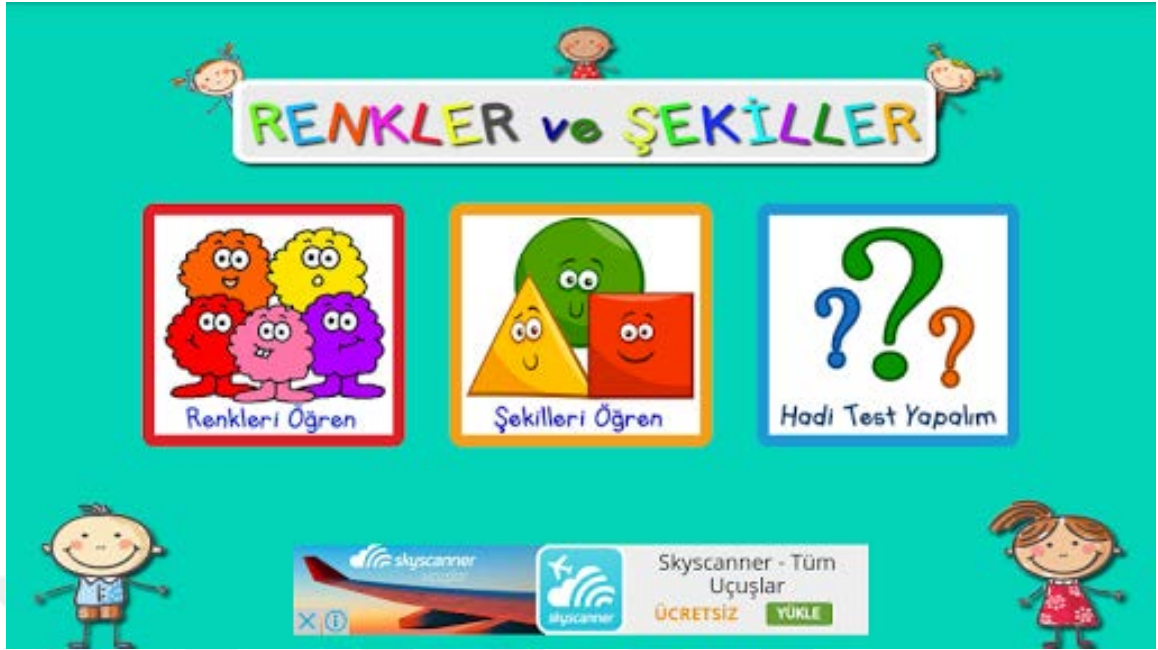 RENKLER ve ŞEKİLLER
Renkleri Öğren
Şekilleri Öğren
Hadi Test Yapalım
skyscanner
skyscanner
Skyscanner - Tüm
Uçuşlar
ÜCRETSİZ YÜKLE